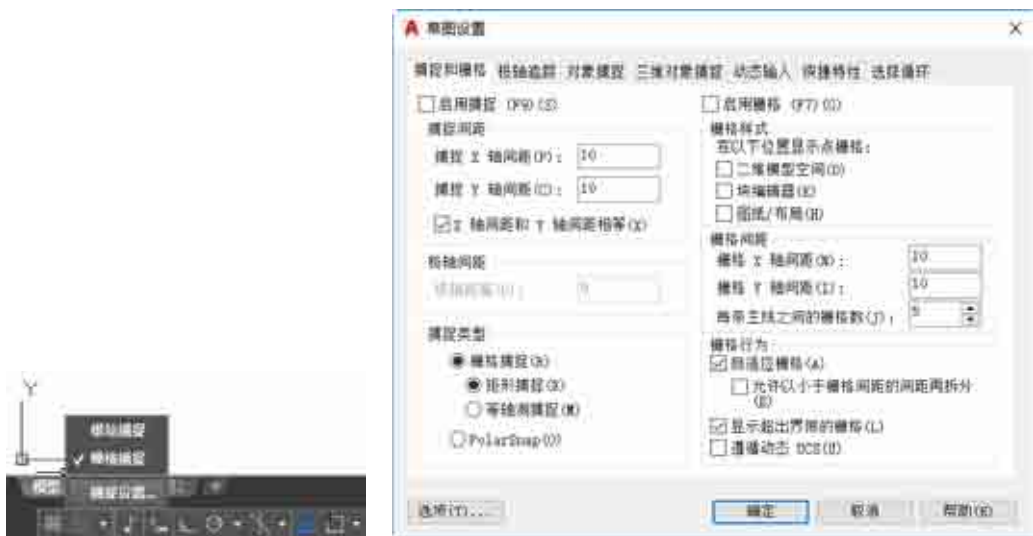 Y
极轴捕捉
✓ 栅格捕捉
模型
捕捉设置...
草图设置
捕捉和栅格 极轴追踪 对象捕捉 三维对象捕捉 动态输入 快捷特性 选择循环
启用捕捉 (F9)(S)
捕捉间距
捕捉 X 轴间距(P): 10
捕捉 Y 轴间距(C): 10
X 轴间距和 Y 轴间距相等(X)
极轴间距
极轴距离(D): 0
捕捉类型
栅格捕捉(R)
矩形捕捉(E)
等轴测捕捉(M)
PolarSnap(O)
启用栅格 (F7)(G)
栅格样式
在以下位置显示点栅格:
二维模型空间(D)
块编辑器(K)
图纸/布局(H)
栅格间距
栅格 X 轴间距(N): 10
栅格 Y 轴间距(I): 10
每条主线之间的栅格数(J): 5
栅格行为
自适应栅格(A)
允许以小于栅格间距的间距再拆分
(B)
显示超出界限的栅格(L)
遵循动态 UCS(U)
选项(T)...
确定
取消
帮助(H)